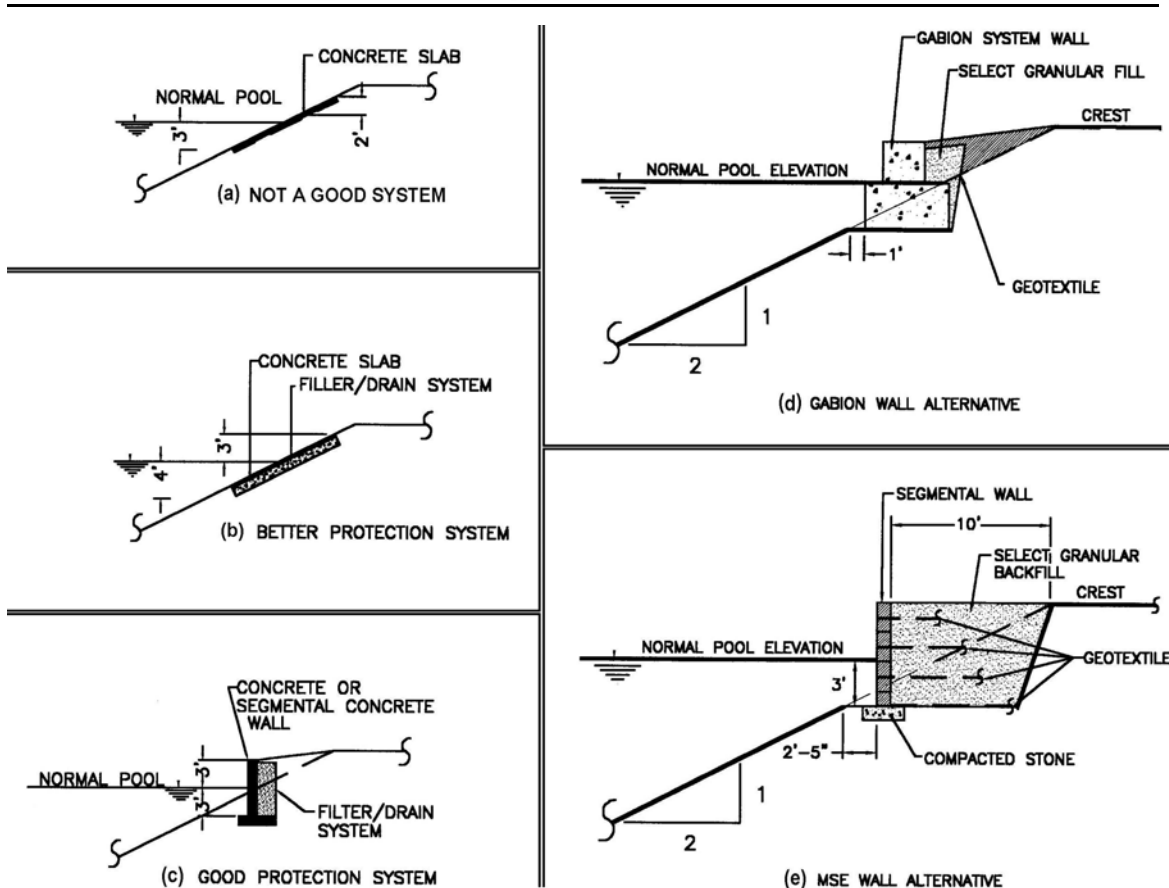 CONCRETE SLAB
NORMAL POOL
3'
2'
(a) NOT A GOOD SYSTEM
CONCRETE SLAB
FILLER/DRAIN SYSTEM
3'
4'
(b) BETTER PROTECTION SYSTEM
CONCRETE OR
SEGMENTAL CONCRETE
WALL
NORMAL POOL
3'
3'
FILTER/DRAIN
SYSTEM
(c) GOOD PROTECTION SYSTEM
GABION SYSTEM WALL
SELECT GRANULAR FILL
CREST
NORMAL POOL ELEVATION
1'
GEOTEXTILE
1
2
(d) GABION WALL ALTERNATIVE
SEGMENTAL WALL
10'
SELECT GRANULAR
BACKFILL
CREST
NORMAL POOL ELEVATION
GEOTEXTILE
3'
2'-5"
COMPACTED STONE
1
2
(e) MSE WALL ALTERNATIVE